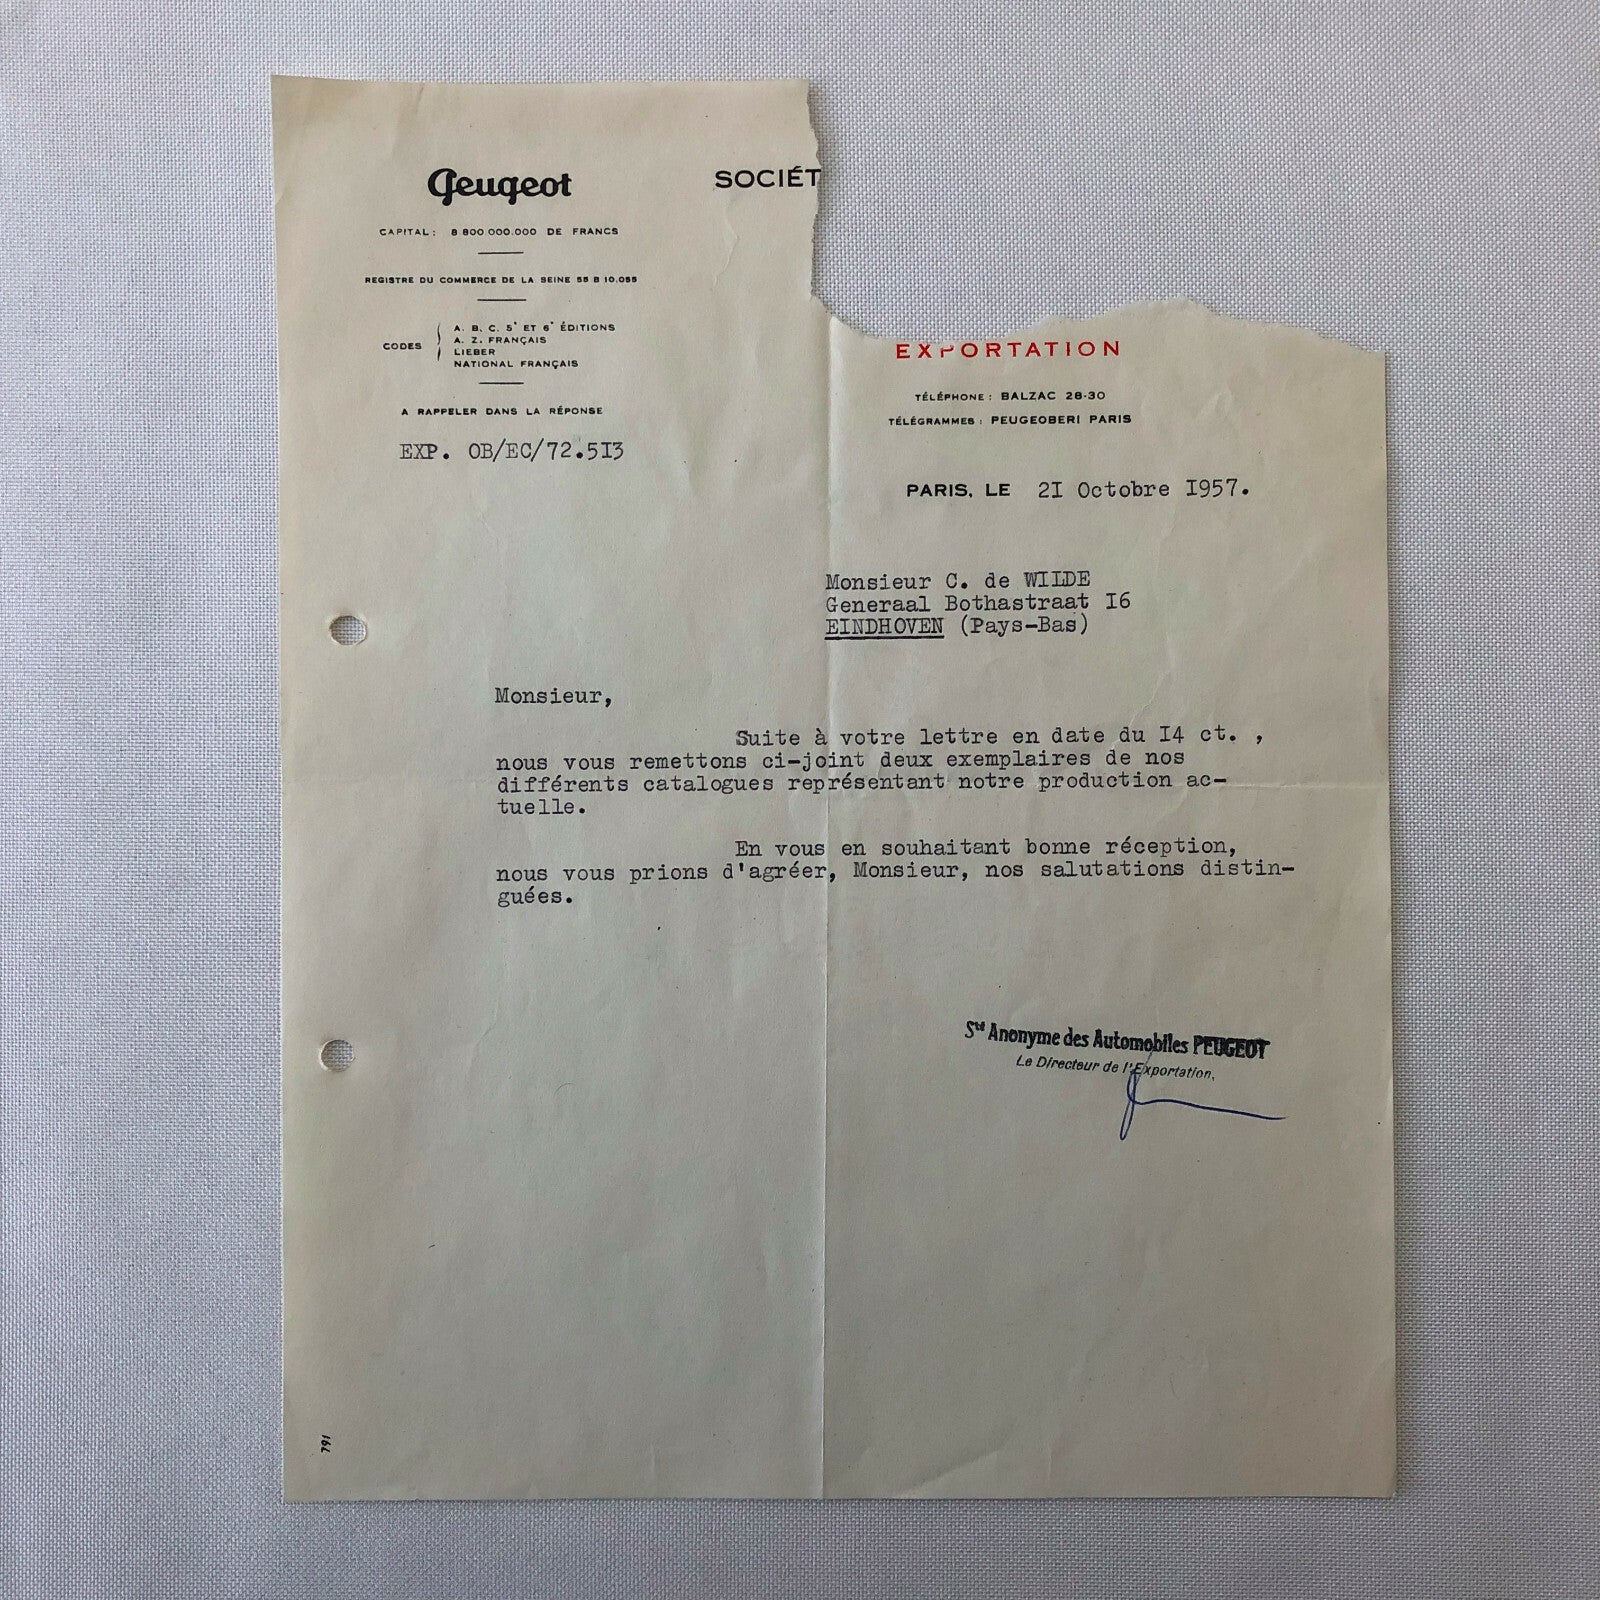 Peugeot
SOCIÉT
CAPITAL: 8 800.000.000 DE FRANCS
REGISTRE DU COMMERCE DE LA SEINE 55 B 10.055
CODES
A. B. C. 5e ET 6e ÉDITIONS
A. Z. FRANÇAIS
LIEBER
NATIONAL FRANÇAIS
A RAPPELER DANS LA RÉPONSE
EXP. OB/EC/72.5I3
EXPORTATION
TÉLÉPHONE: BALZAC 28-30
TÉLÉGRAMMES: PEUGEOBERI PARIS
PARIS, LE 2I Octobre I957.
Monsieur C. de WILDE
Generaal Bothastraat I6
EINDHOVEN (Pays-Bas)
Monsieur,
Suite à votre lettre en date du I4 ct. ,
nous vous remettons ci-joint deux exemplaires de nos
différents catalogues représentant notre production ac-
tuelle.
En vous en souhaitant bonne réception,
nous vous prions d'agréer, Monsieur, nos salutations distin-
guées.
Sté Anonyme des Automobiles PEUGEOT
Le Directeur de l'Exportation,
791